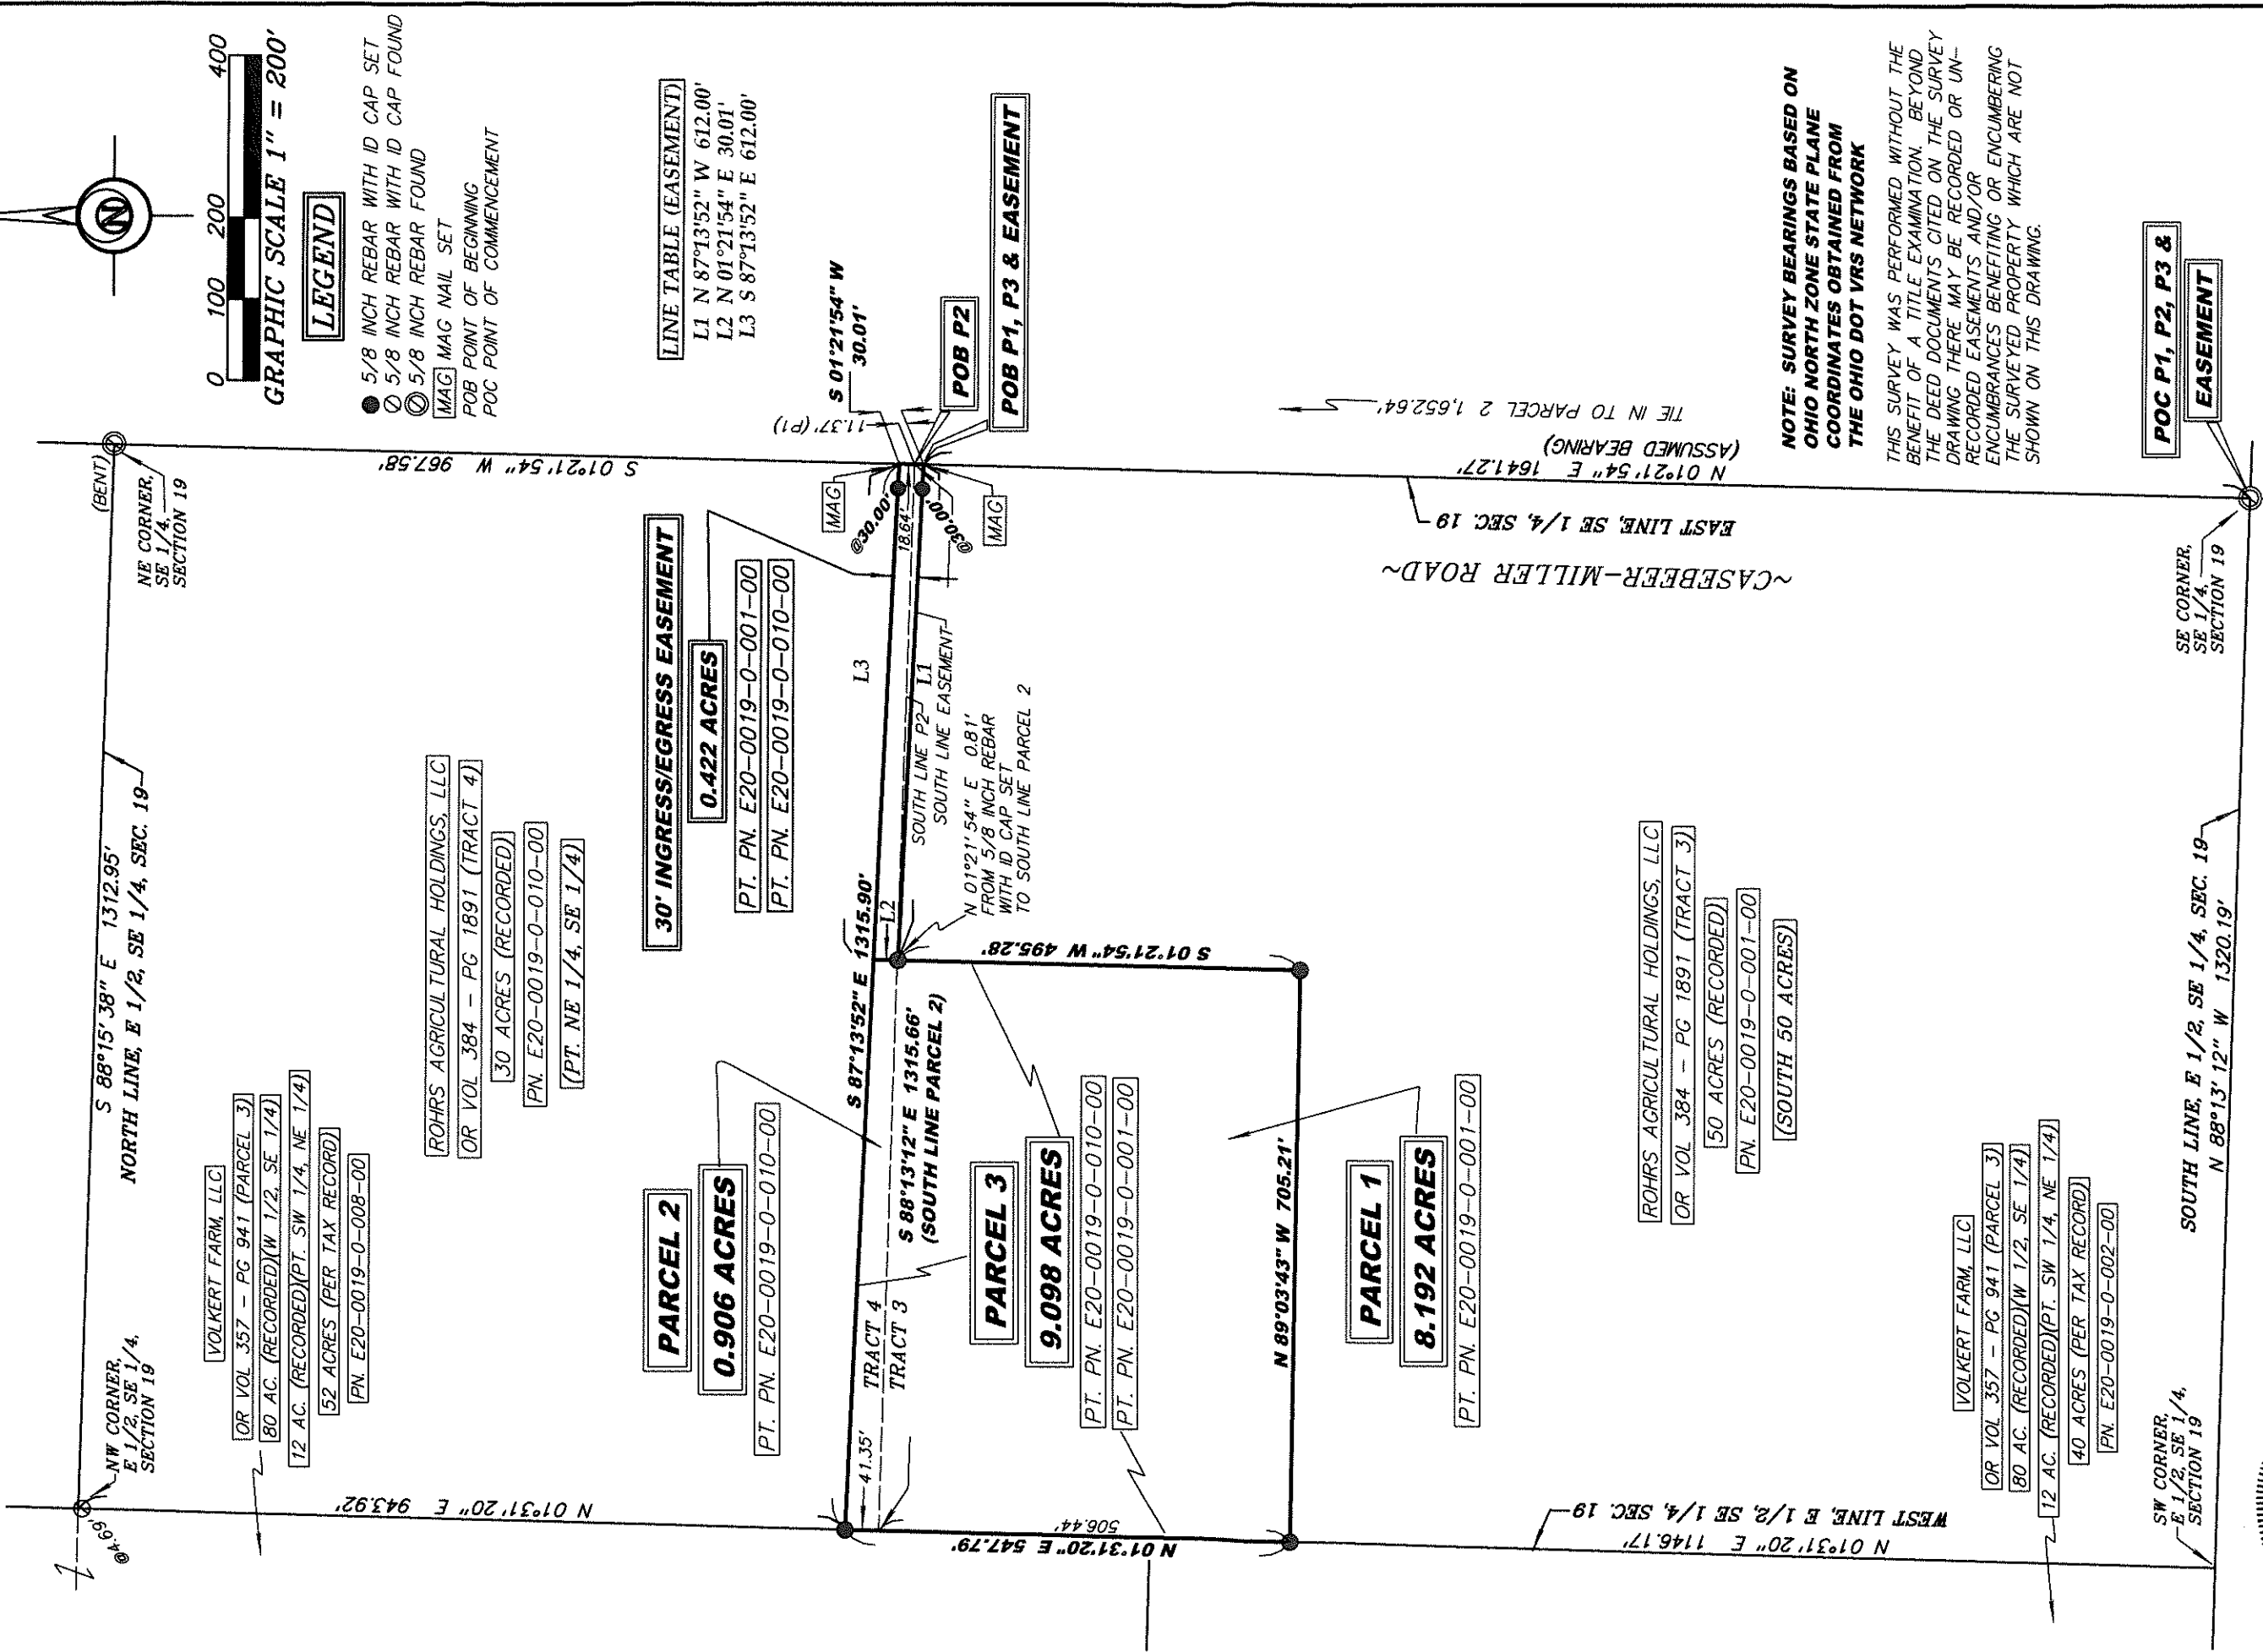 N
0 100 200 400
GRAPHIC SCALE 1" = 200'
LEGEND
5/8 INCH REBAR WITH ID CAP SET
5/8 INCH REBAR WITH ID CAP FOUND
5/8 INCH REBAR FOUND
MAG MAG NAIL SET
POB POINT OF BEGINNING
POC POINT OF COMMENCEMENT
LINE TABLE (EASEMENT)
L1 N 87°13'52" W 612.00'
L2 N 01°21'54" E 30.01'
L3 S 87°13'52" E 612.00'
S 01°21'54" W
30.01'
POB P2
POB P1, P3 & EASEMENT
11.37' (P1)
NOTE: SURVEY BEARINGS BASED ON
OHIO NORTH ZONE STATE PLANE
COORDINATES OBTAINED FROM
THE OHIO DOT VRS NETWORK
THIS SURVEY WAS PERFORMED WITHOUT THE
BENEFIT OF A TITLE EXAMINATION. BEYOND
THE DEED DOCUMENTS CITED ON THE SURVEY
DRAWING THERE MAY BE RECORDED OR UN-
RECORDED EASEMENTS AND/OR
ENCUMBRANCES BENEFITING OR ENCUMBERING
THE SURVEYED PROPERTY WHICH ARE NOT
SHOWN ON THIS DRAWING.
POC P1, P2, P3 &
EASEMENT
TIE IN TO PARCEL 2 1,652.64'
(ASSUMED BEARING)
N 01°21'54" E 1641.27'
EAST LINE, SE 1/4, SEC. 19
~CASEBEER-MILLER ROAD~
S 01°21'54" W 967.58'
(BENT)
NE CORNER,
SE 1/4,
SECTION 19
SE CORNER,
SE 1/4,
SECTION 19
MAG
@30.00'
18.64'
@30.00'
MAG
S 88°15'38" E 1312.95'
NORTH LINE, E 1/2, SE 1/4, SEC. 19
30' INGRESS/EGRESS EASEMENT
0.422 ACRES
PT. PN. E20-0019-0-001-00
PT. PN. E20-0019-0-010-00
L3
L1
SOUTH LINE P2
SOUTH LINE EASEMENT
L2
N 01°21'54" E 0.81'
FROM 5/8 INCH REBAR
WITH ID CAP SET
TO SOUTH LINE PARCEL 2
ROHRS AGRICULTURAL HOLDINGS, LLC
OR VOL 384 - PG 1891 (TRACT 4)
30 ACRES (RECORDED)
PN. E20-0019-0-010-00
(PT. NE 1/4, SE 1/4)
S 87°13'52" E 1315.90'
S 88°13'12" E 1315.66'
(SOUTH LINE PARCEL 2)
S 01°21'54" W 495.28'
PARCEL 2
0.906 ACRES
PT. PN. E20-0019-0-010-00
PARCEL 3
9.098 ACRES
PT. PN. E20-0019-0-010-00
PT. PN. E20-0019-0-001-00
N 89°03'43" W 705.21'
PARCEL 1
8.192 ACRES
PT. PN. E20-0019-0-001-00
ROHRS AGRICULTURAL HOLDINGS, LLC
OR VOL 384 - PG 1891 (TRACT 3)
50 ACRES (RECORDED)
PN. E20-0019-0-001-00
(SOUTH 50 ACRES)
SOUTH LINE, E 1/2, SE 1/4, SEC. 19
N 88°13'12" W 1320.19'
NW CORNER,
E 1/2, SE 1/4,
SECTION 19
@4.69'
VOLKERT FARM, LLC
OR VOL 357 - PG 941 (PARCEL 3)
80 AC. (RECORDED)(W 1/2, SE 1/4)
12 AC. (RECORDED)(PT. SW 1/4, NE 1/4)
52 ACRES (PER TAX RECORD)
PN. E20-0019-0-008-00
N 01°31'20" E 943.92'
41.35'
TRACT 4
TRACT 3
506.44'
N 01°31'20" E 547.79'
WEST LINE, E 1/2, SE 1/4, SEC. 19
N 01°31'20" E 1146.17'
VOLKERT FARM, LLC
OR VOL 357 - PG 941 (PARCEL 3)
80 AC. (RECORDED)(W 1/2, SE 1/4)
12 AC. (RECORDED)(PT. SW 1/4, NE 1/4)
40 ACRES (PER TAX RECORD)
PN. E20-0019-0-002-00
SW CORNER,
E 1/2, SE 1/4,
SECTION 19